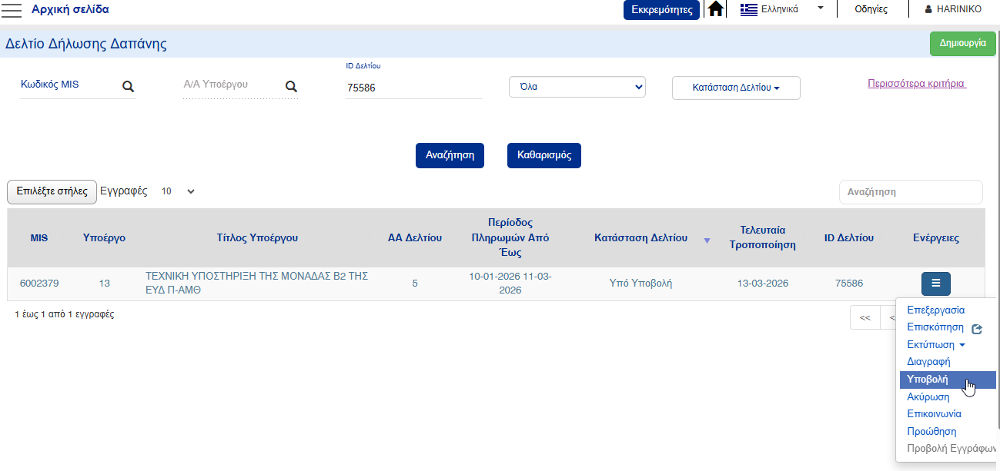 Αρχική σελίδα
Εκκρεμότητες
Ελληνικά
Οδηγίες
HARINIKO
Δελτίο Δήλωσης Δαπάνης
Δημιουργία
Κωδικός MIS
Α/Α Υποέργου
ID Δελτίου
75586
Όλα
Κατάσταση Δελτίου
Περισσότερα κριτήρια
Αναζήτηση
Καθαρισμός
Επιλέξτε στήλες
Εγγραφές
10
Αναζήτηση
MIS
Υποέργο
Τίτλος Υποέργου
ΑΑ Δελτίου
Περίοδος
Πληρωμών Από
Έως
Κατάσταση Δελτίου
Τελευταία
Τροποποίηση
ID Δελτίου
Ενέργειες
6002379
13
ΤΕΧΝΙΚΗ ΥΠΟΣΤΗΡΙΞΗ ΤΗΣ ΜΟΝΑΔΑΣ Β2 ΤΗΣ
ΕΥΔ Π-ΑΜΘ
5
10-01-2026 11-03-
2026
Υπό Υποβολή
13-03-2026
75586
1 έως 1 από 1 εγγραφές
<<
<
Επεξεργασία
Επισκόπηση
Εκτύπωση
Διαγραφή
Υποβολή
Ακύρωση
Επικοινωνία
Προώθηση
Προβολή Εγγράφων